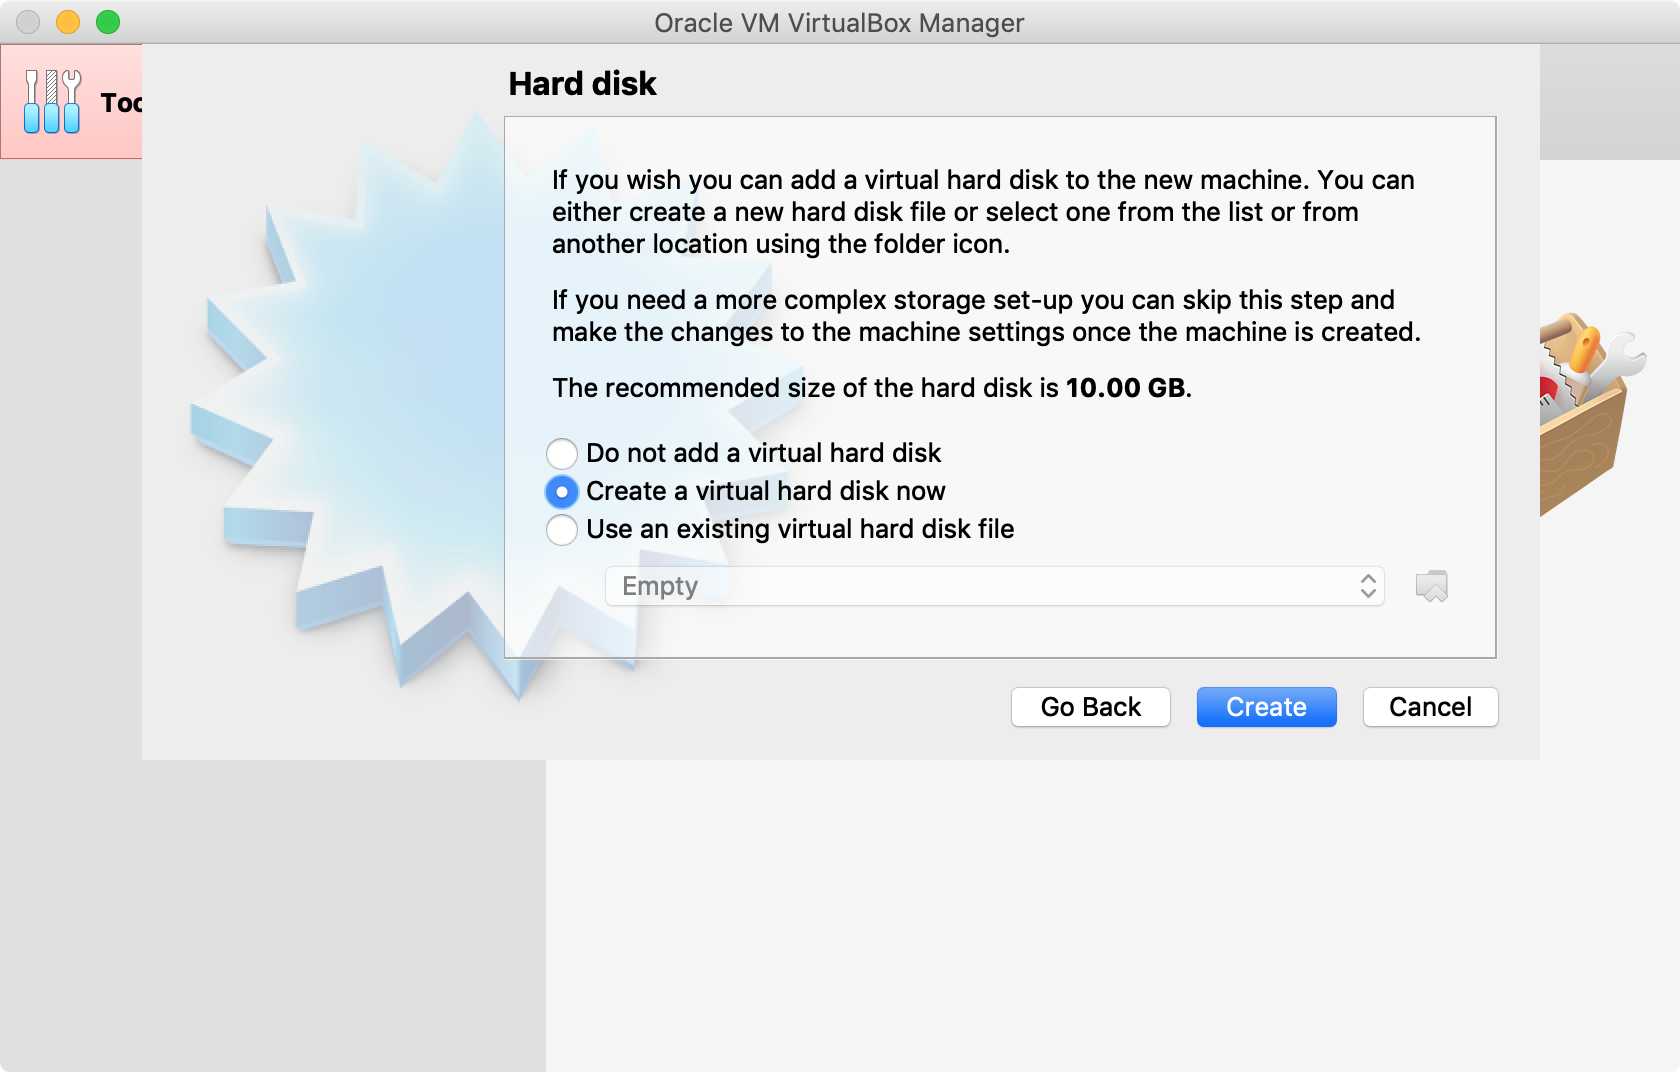 Oracle VM VirtualBox Manager
Hard disk
If you wish you can add a virtual hard disk to the new machine. You can
either create a new hard disk file or select one from the list or from
another location using the folder icon.
If you need a more complex storage set-up you can skip this step and
make the changes to the machine settings once the machine is created.
The recommended size of the hard disk is 10.00 GB.
Do not add a virtual hard disk
Create a virtual hard disk now
Use an existing virtual hard disk file
Empty
Go Back
Create
Cancel